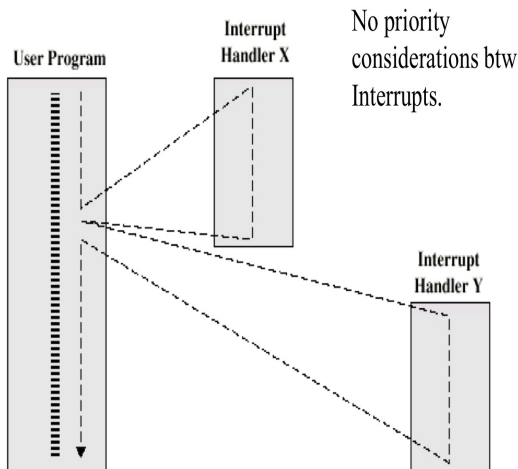 User Program
Interrupt
Handler X
No priority
considerations btw
Interrupts.
Interrupt
Handler Y